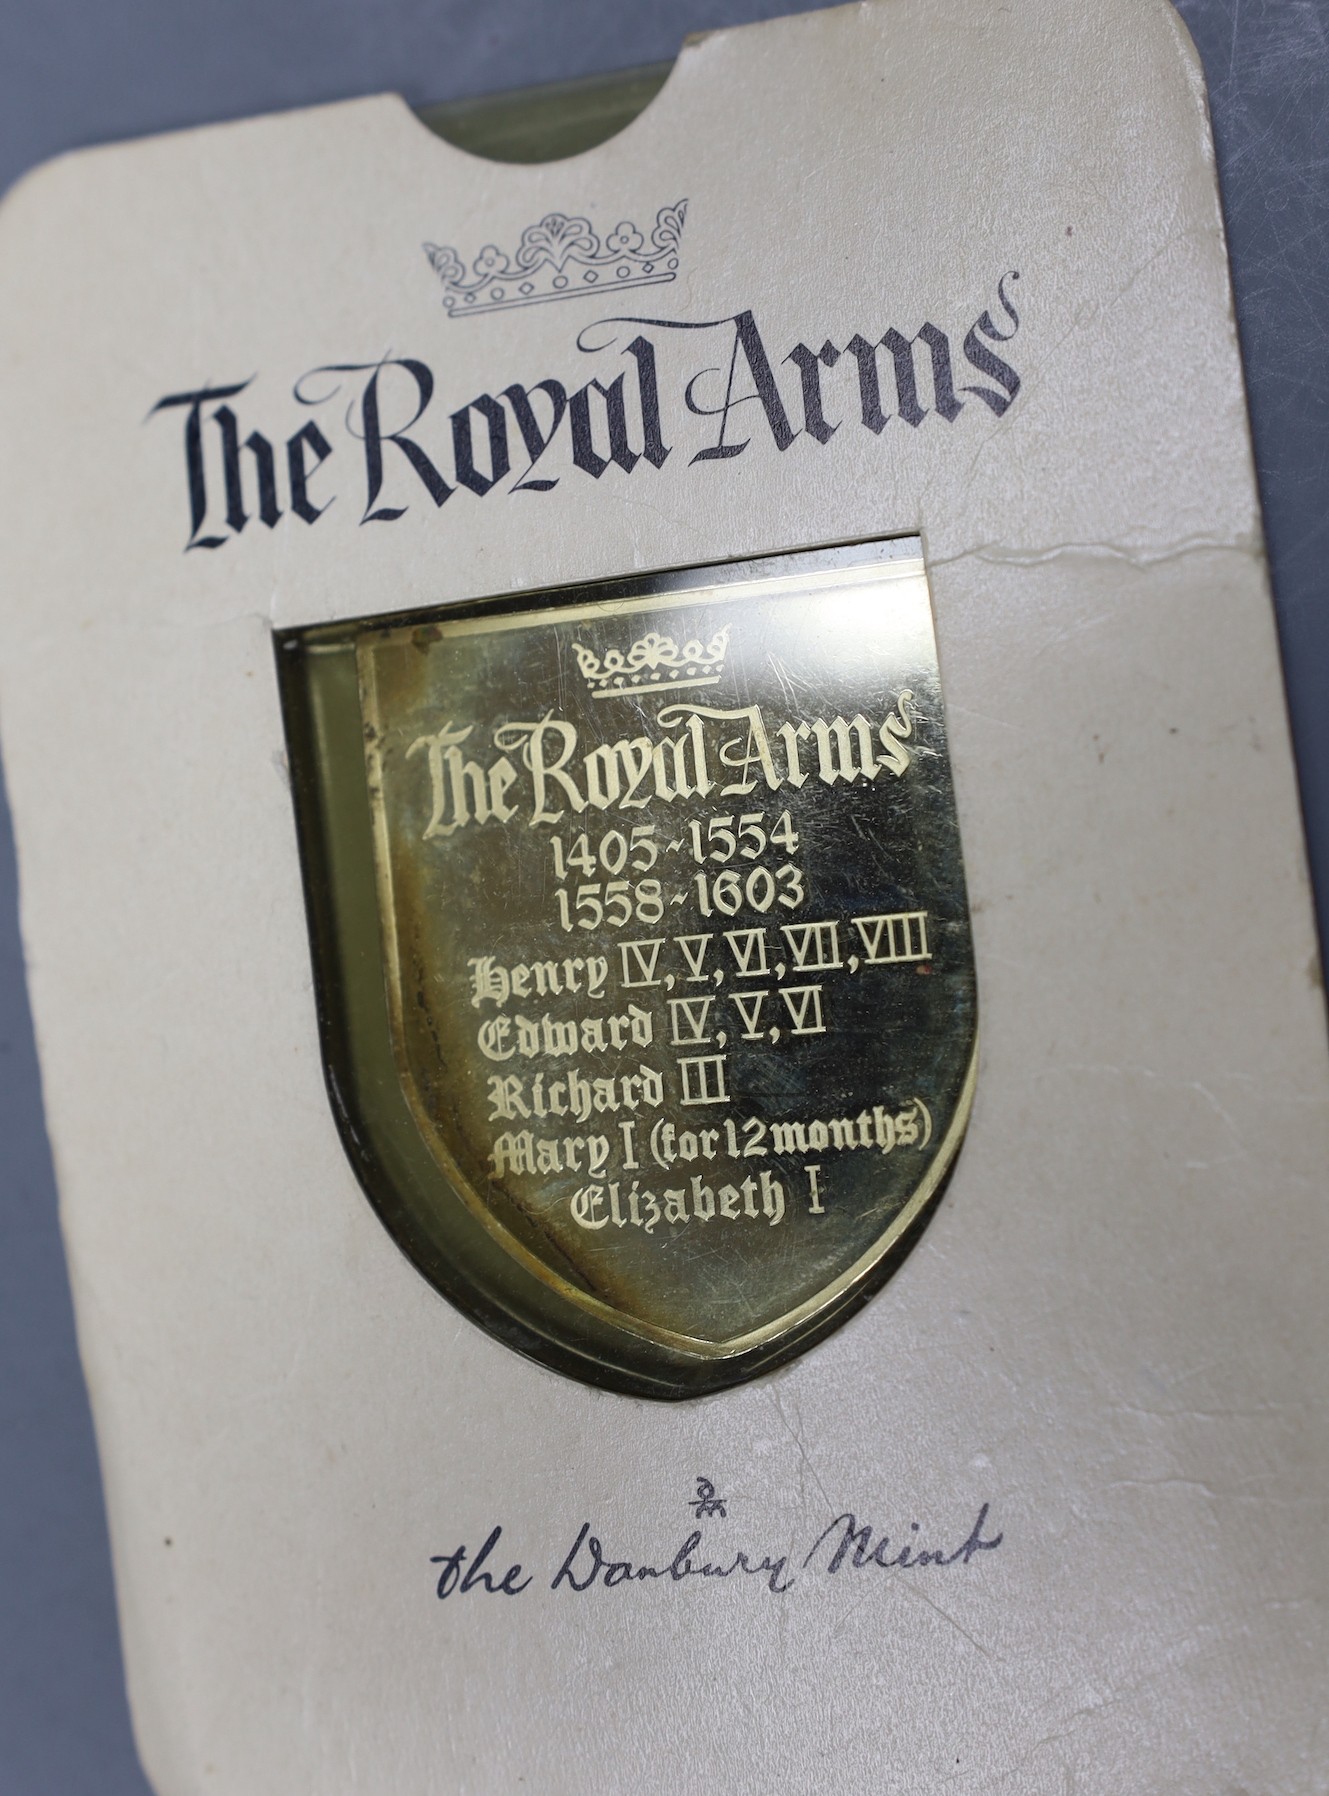 The Royal Arms
The Royal Arms
1405-1554
1558-1603
Henry IV, V, VI, VII, VIII
Edward IV, V, VI
Richard III
Mary I (for 12 months)
Elizabeth I
the Danbury Mint